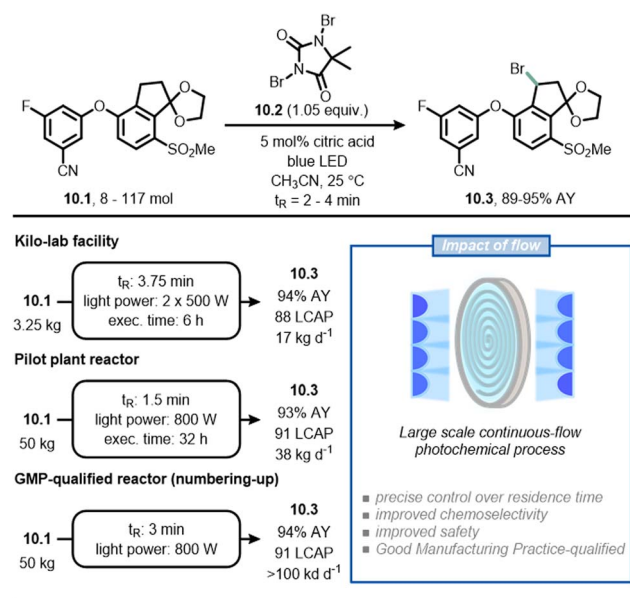 Br
O
N
N
Br
O
10.2 (1.05 equiv.)
F
O
O
O
SO₂Me
CN
10.1, 8 - 117 mol
5 mol% citric acid
blue LED
CH₃CN, 25 °C
tR = 2 - 4 min
Br
F
O
O
O
SO₂Me
CN
10.3, 89-95% AY
Kilo-lab facility
10.1
3.25 kg
tR: 3.75 min
light power: 2 x 500 W
exec. time: 6 h
10.3
94% AY
88 LCAP
17 kg d⁻¹
Pilot plant reactor
10.1
50 kg
tR: 1.5 min
light power: 800 W
exec. time: 32 h
10.3
93% AY
91 LCAP
38 kg d⁻¹
GMP-qualified reactor (numbering-up)
10.1
50 kg
tR: 3 min
light power: 800 W
10.3
94% AY
91 LCAP
>100 kd d⁻¹
Impact of flow
Large scale continuous-flow
photochemical process
precise control over residence time
improved chemoselectivity
improved safety
Good Manufacturing Practice-qualified